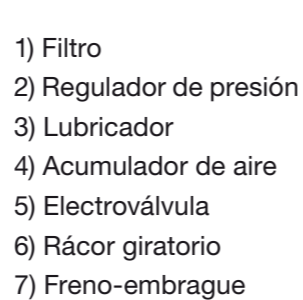 1) Filtro
2) Regulador de presión
3) Lubricador
4) Acumulador de aire
5) Electroválvula
6) Rácor giratorio
7) Freno-embrague